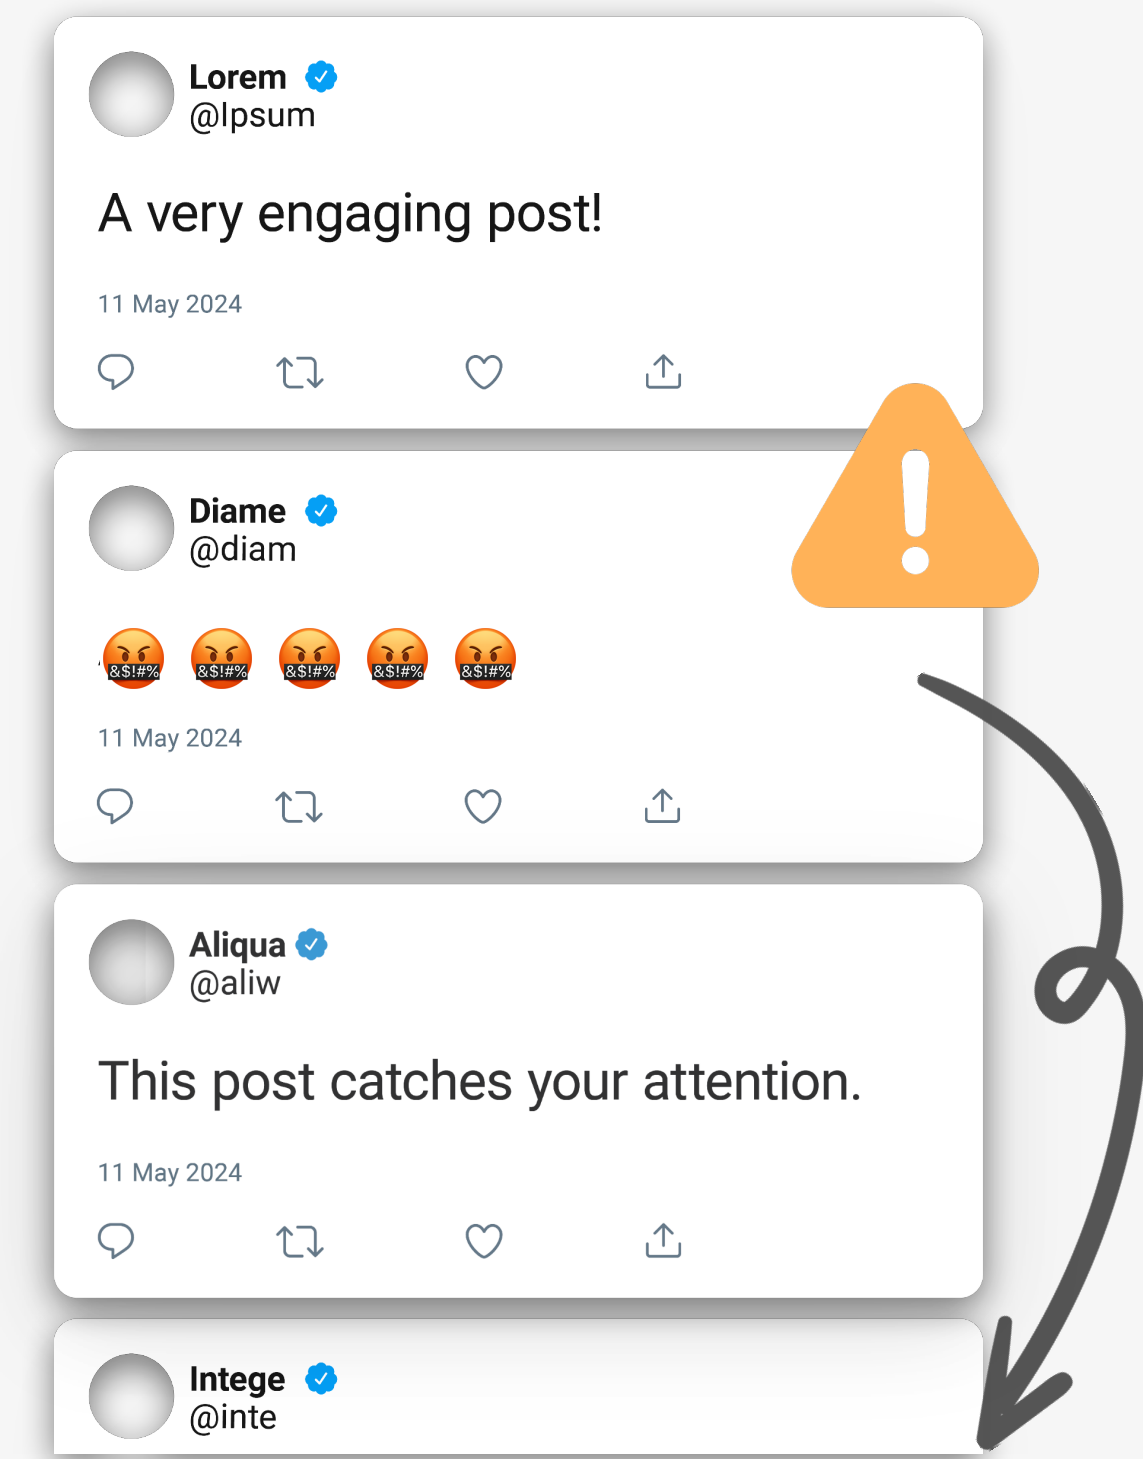 Lorem
@Ipsum
A very engaging post!
11 May 2024
Diame
@diam
&$!#% &$!#% &$!#% &$!#% &$!#%
11 May 2024
Aliqua
@aliw
This post catches your attention.
11 May 2024
Intege
@inte